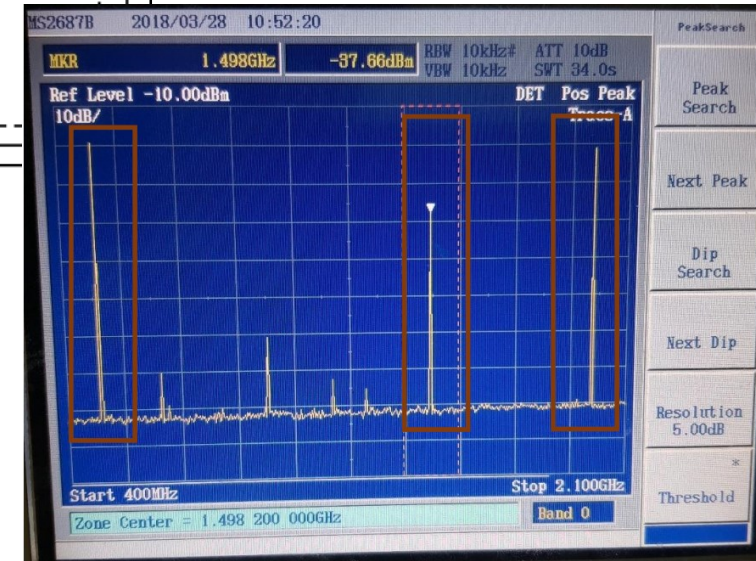 MS2687B 2018/03/28 10:52:20
PeakSearch
MKR 1.498GHz -37.66dBm RBW 10kHz# ATT 10dB
VBW 10kHz SWT 34.0s
Ref Level -10.00dBm DET Pos Peak
10dB/ Trace-A
Peak
Search
Next Peak
Dip
Search
Next Dip
Resolution
5.00dB
*
Threshold
Start 400MHz Stop 2.100GHz
Zone Center = 1.498 200 000GHz Band 0